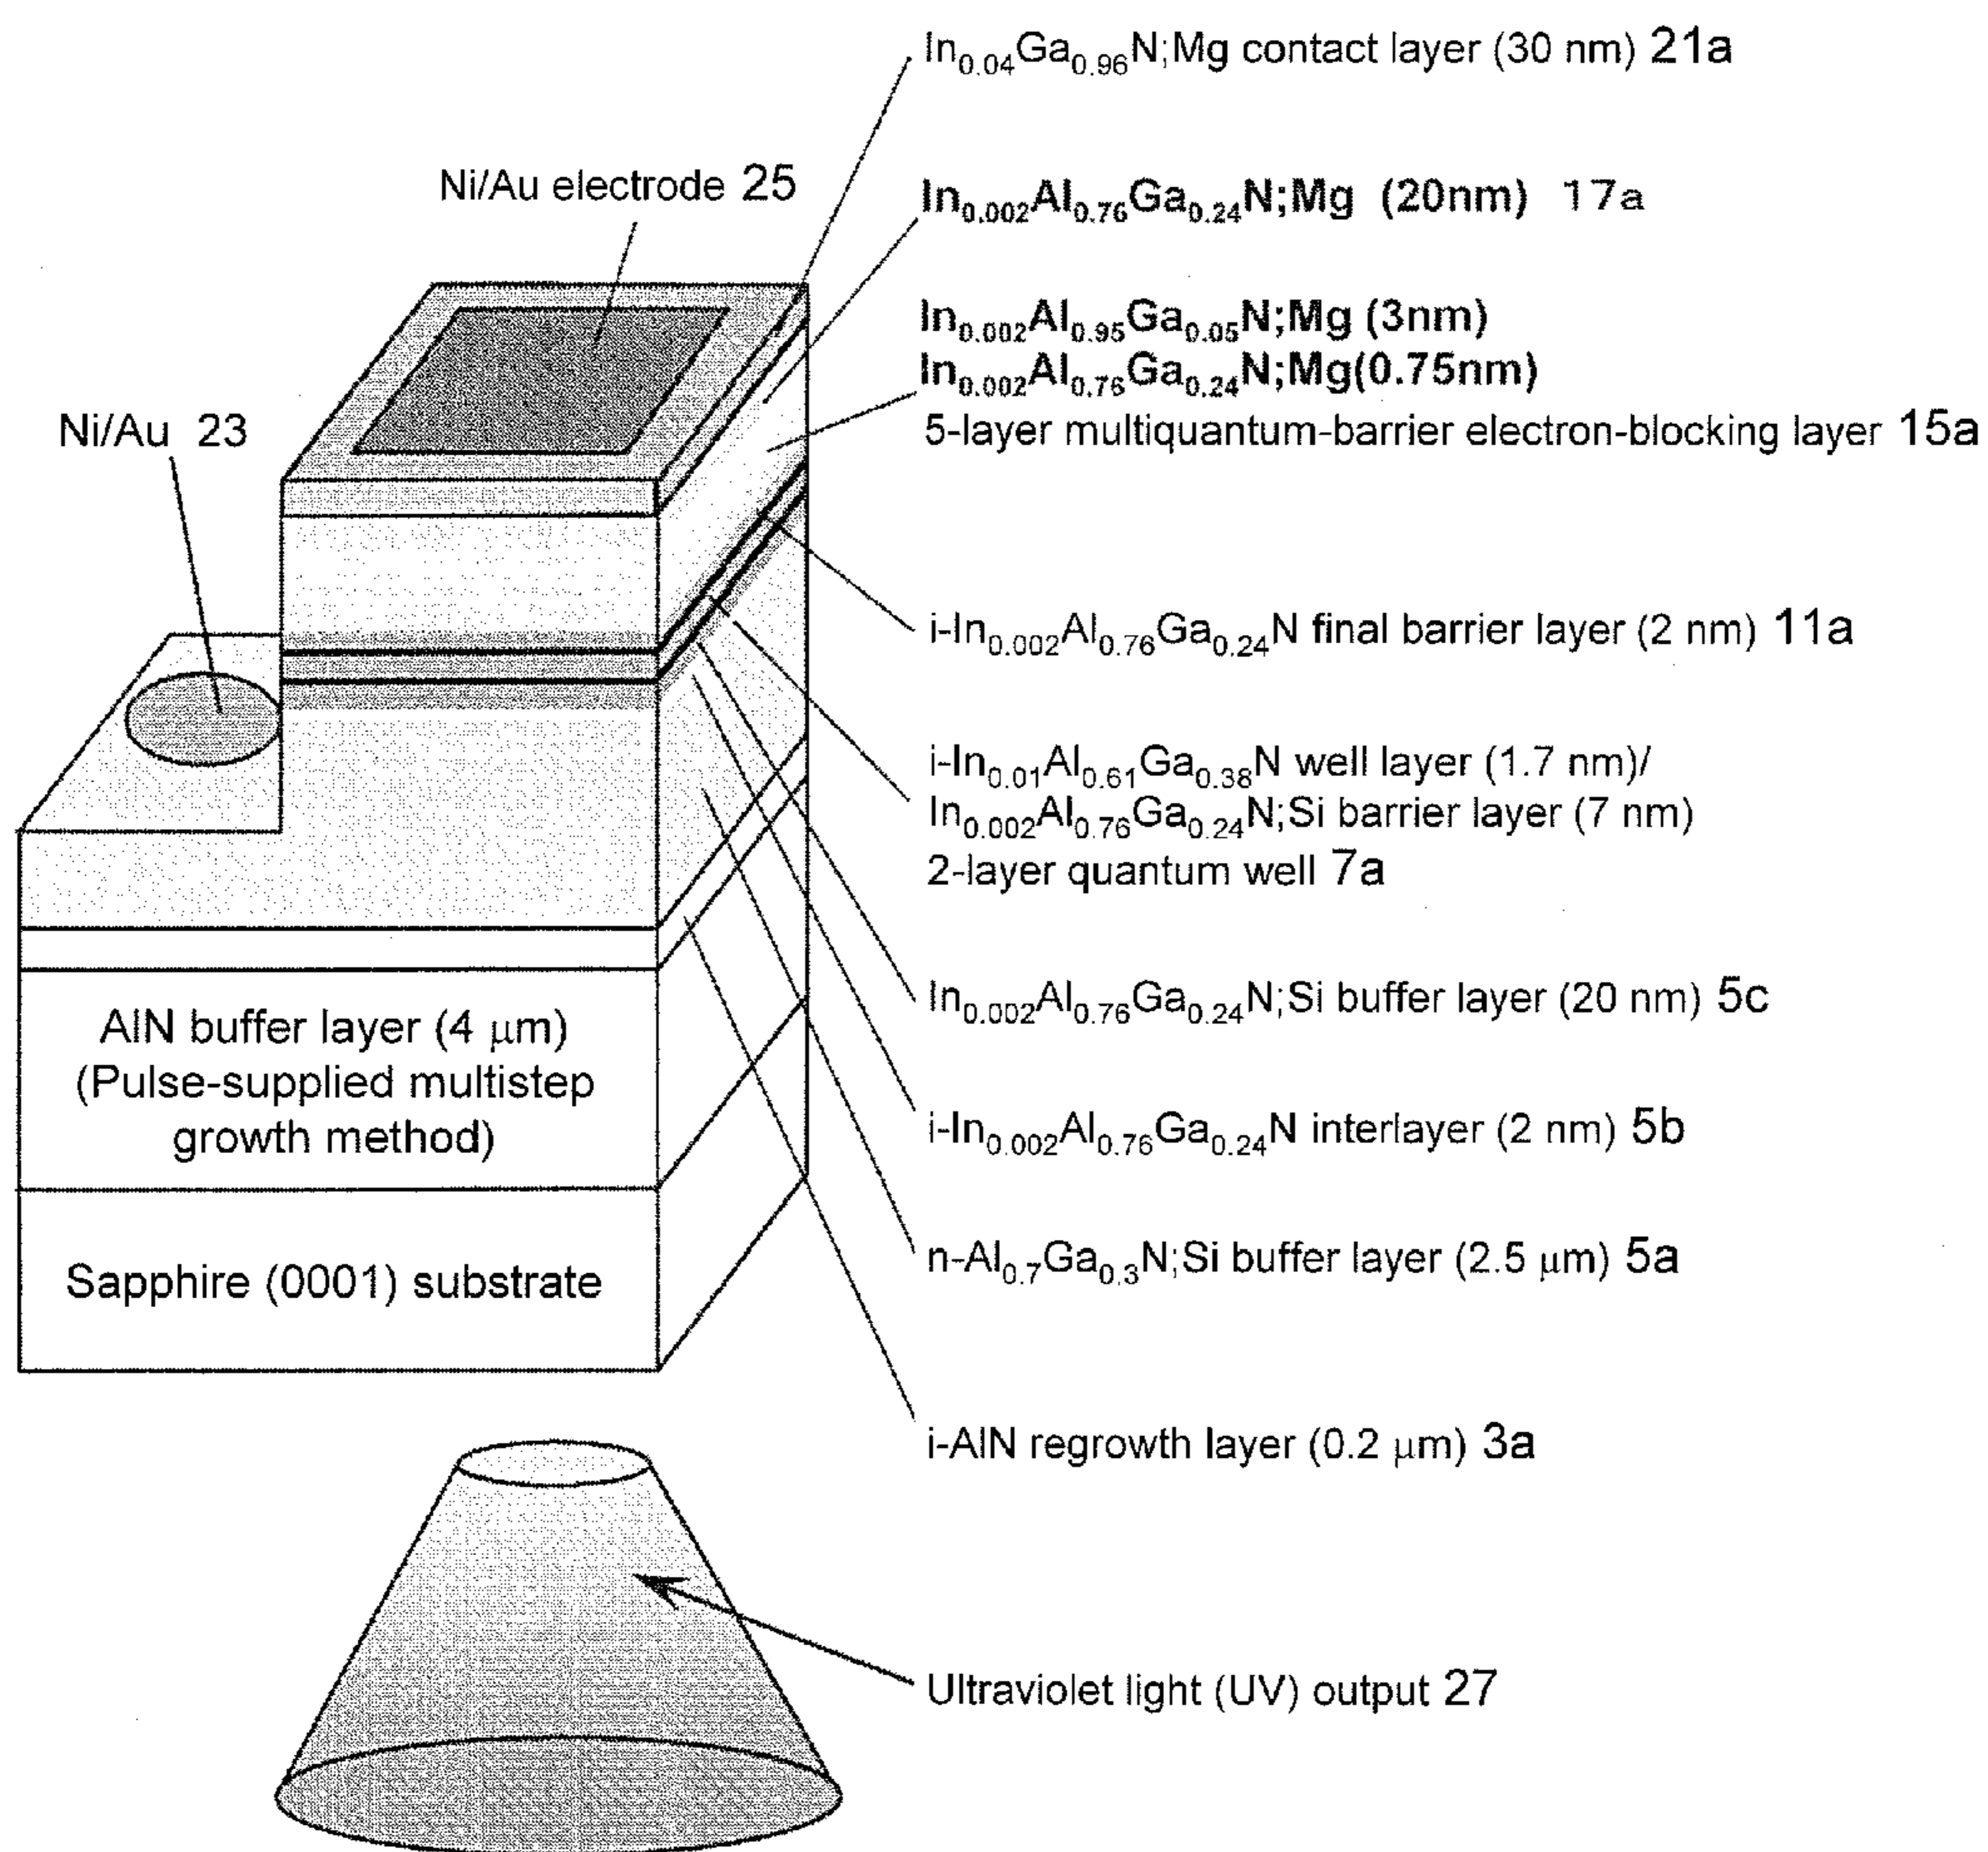 In0.04Ga0.96N;Mg contact layer (30 nm) 21a
Ni/Au electrode 25
In0.002Al0.76Ga0.24N;Mg (20nm) 17a
In0.002Al0.95Ga0.05N;Mg (3nm)
In0.002Al0.76Ga0.24N;Mg(0.75nm)
5-layer multiquantum-barrier electron-blocking layer 15a
Ni/Au 23
i-In0.002Al0.76Ga0.24N final barrier layer (2 nm) 11a
i-In0.01Al0.61Ga0.38N well layer (1.7 nm)/
In0.002Al0.76Ga0.24N;Si barrier layer (7 nm)
2-layer quantum well 7a
In0.002Al0.76Ga0.24N;Si buffer layer (20 nm) 5c
AlN buffer layer (4 μm)
(Pulse-supplied multistep
growth method)
i-In0.002Al0.76Ga0.24N interlayer (2 nm) 5b
n-Al0.7Ga0.3N;Si buffer layer (2.5 μm) 5a
Sapphire (0001) substrate
i-AlN regrowth layer (0.2 μm) 3a
Ultraviolet light (UV) output 27